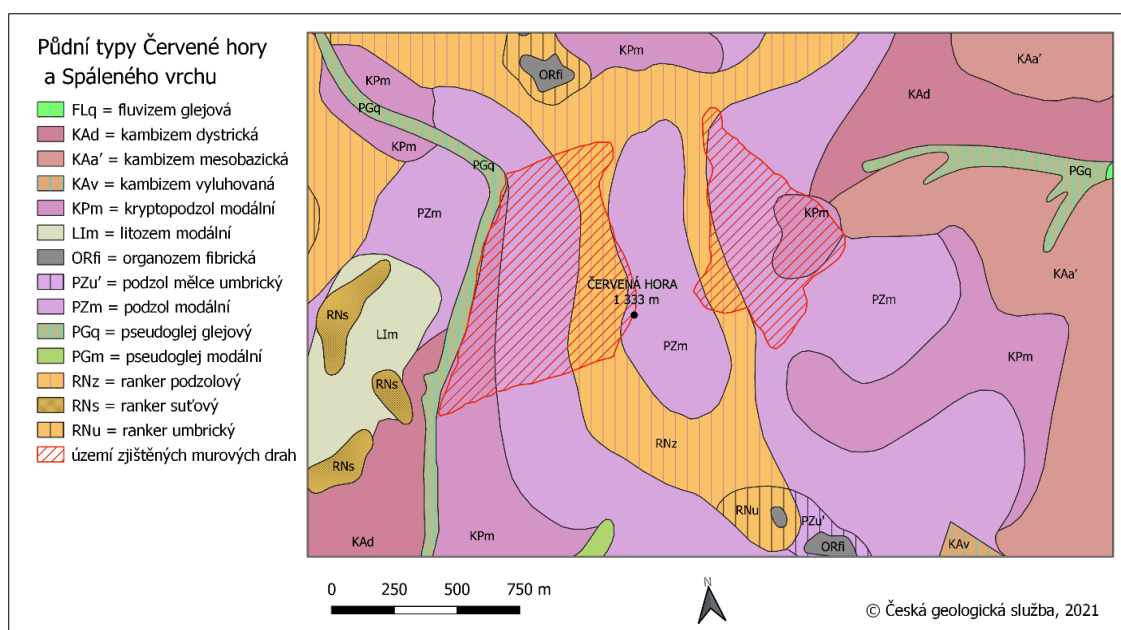 Půdní typy Červené hory
a Spáleného vrchu
FLq = fluvizem glejová
KAd = kambizem dystrická
KAa' = kambizem mesobazická
KAv = kambizem vyluhovaná
KPm = kryptopodzol modální
LIm = litozem modální
ORfi = organozem fibrická
PZu' = podzol mělce umbrický
PZm = podzol modální
PGq = pseudoglej glejový
PGm = pseudoglej modální
RNz = ranker podzolový
RNs = ranker suťový
RNu = ranker umbrický
území zjištěných murových drah
KPm
KPm
ORfi
KAa'
KAd
PGq
KPm
PGq
PGq
PZm
KPm
KAa'
ČERVENÁ HORA
1 333 m
PZm
RNs
LIm
PZm
KPm
RNs
RNz
RNs
RNu
PZu'
KAd
KPm
ORfi
KAv
0 250 500 750 m
N
© Česká geologická služba, 2021